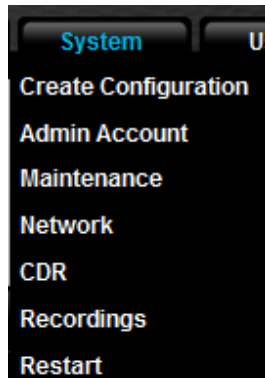 System U
Create Configuration
Admin Account
Maintenance
Network
CDR
Recordings
Restart